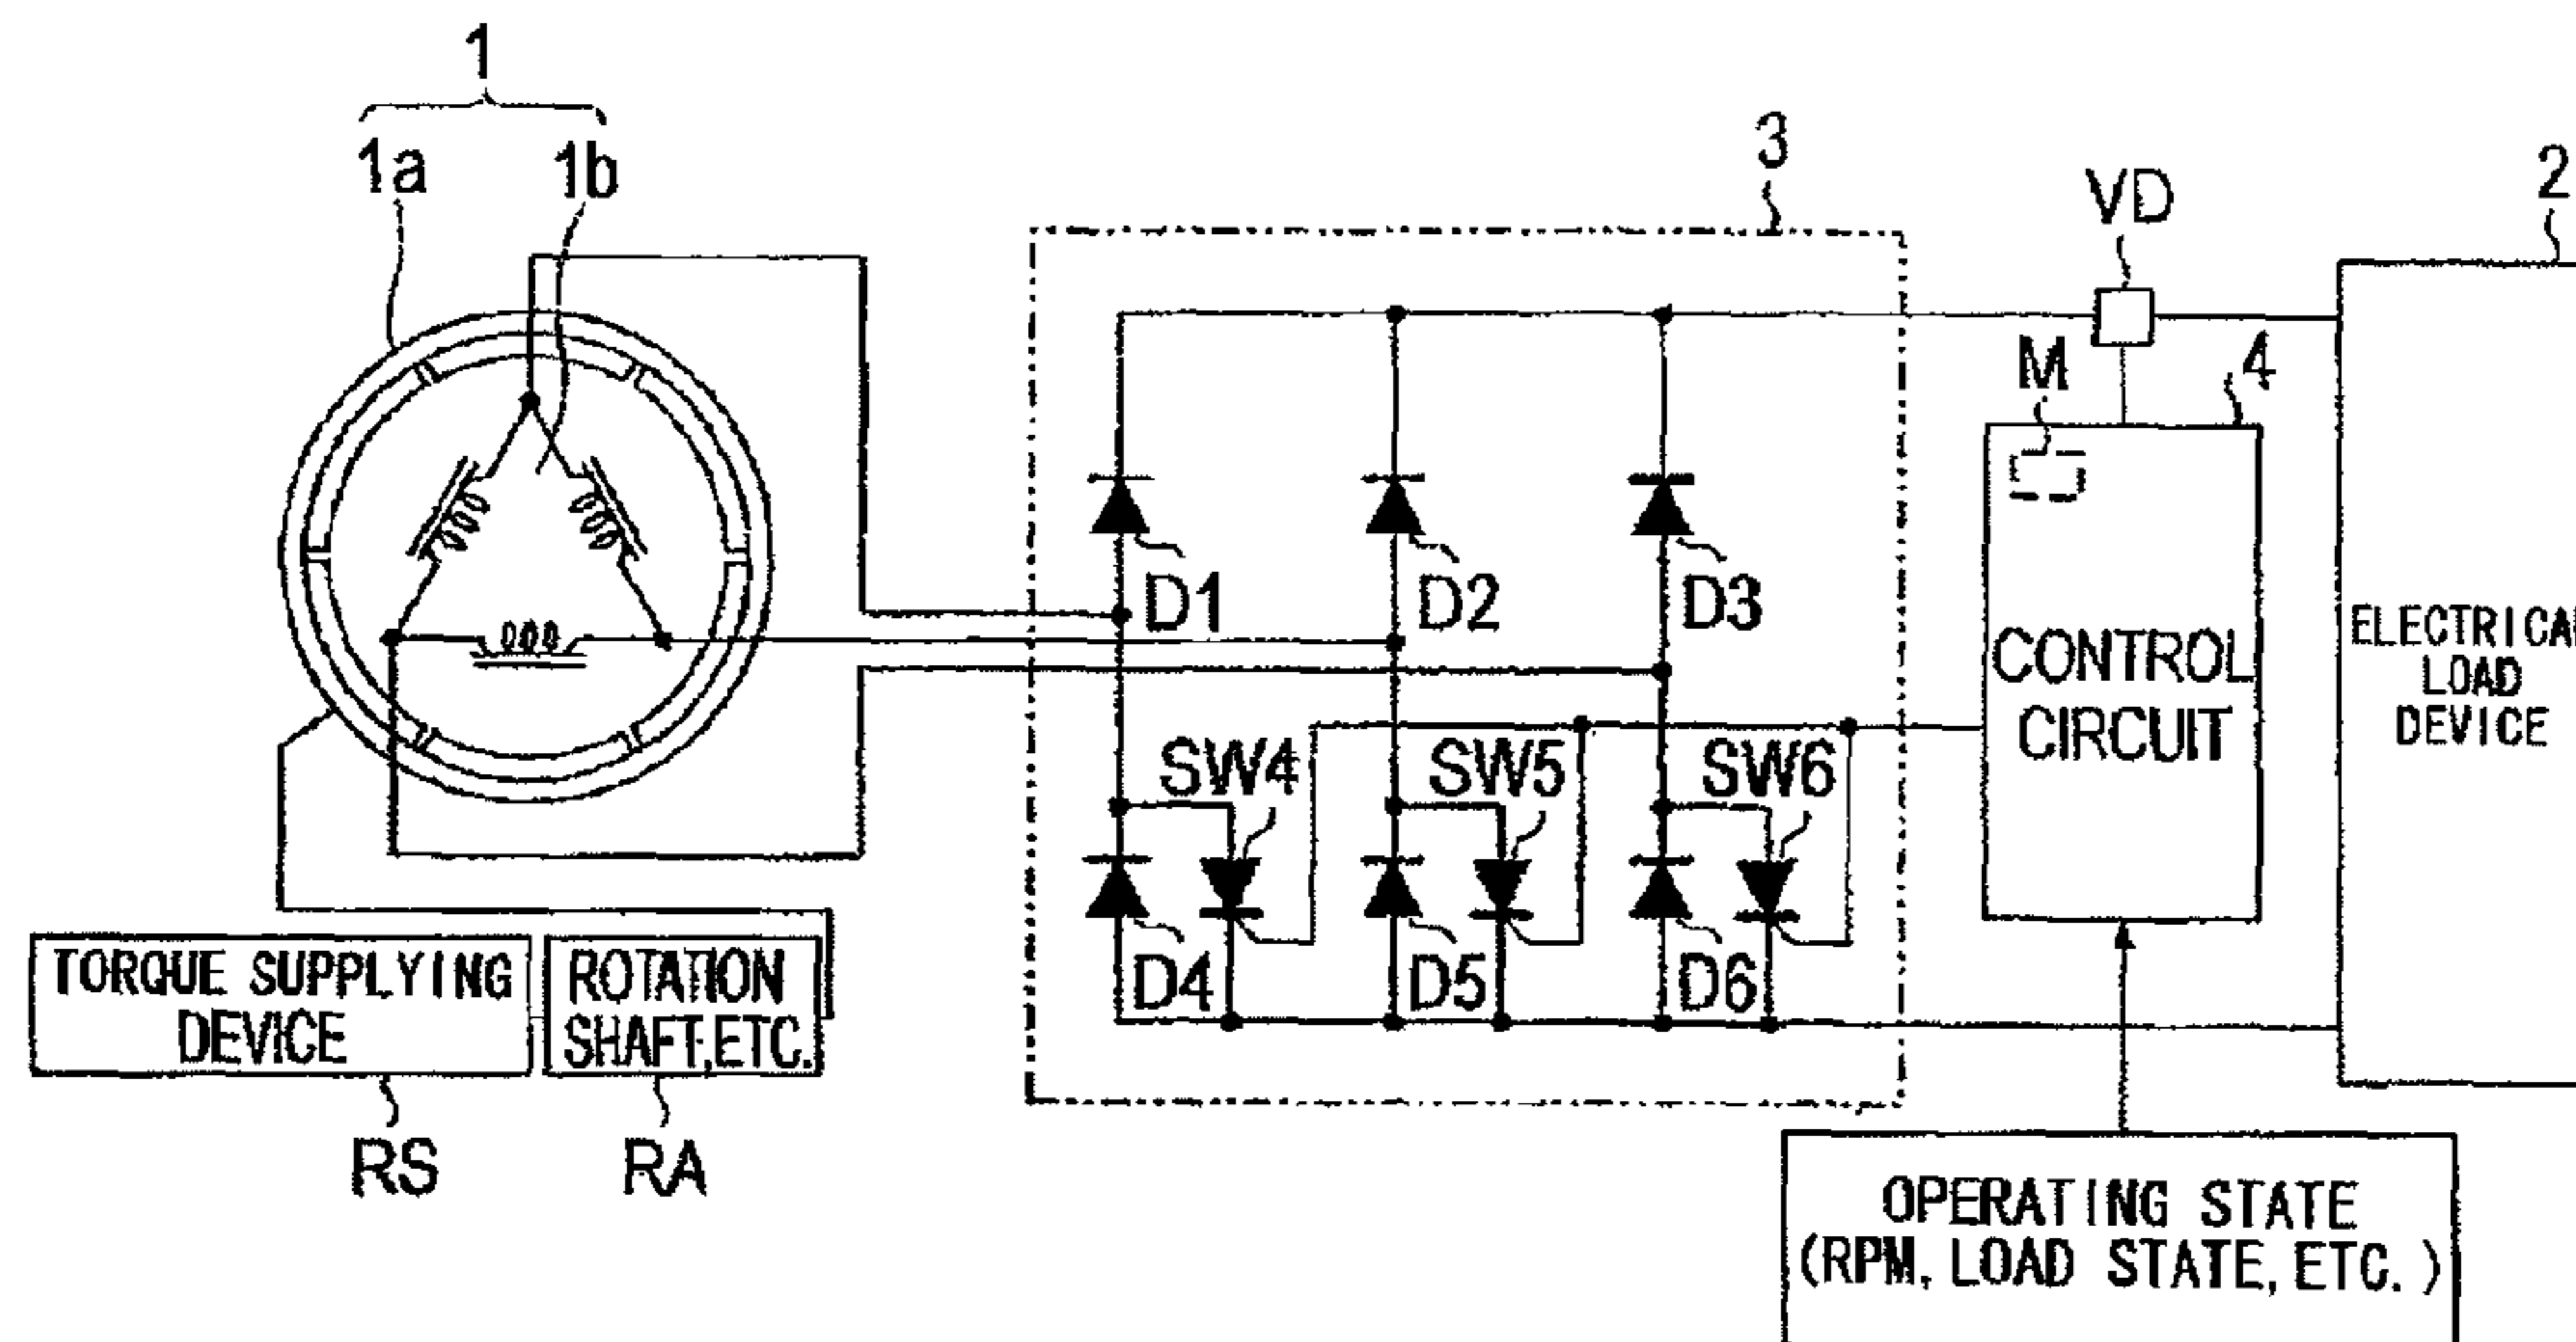 1
1a 1b
3
VD
2
M
4
D1
D2
D3
CONTROL
CIRCUIT
LOAD
DEVICE
SW4
SW5
SW6
D4
D5
D6
TORQUE SUPPLYING
DEVICE
ROTATION
SHAFT, ETC.
RS
RA
OPERATING STATE
(RPM, LOAD STATE, ETC.)